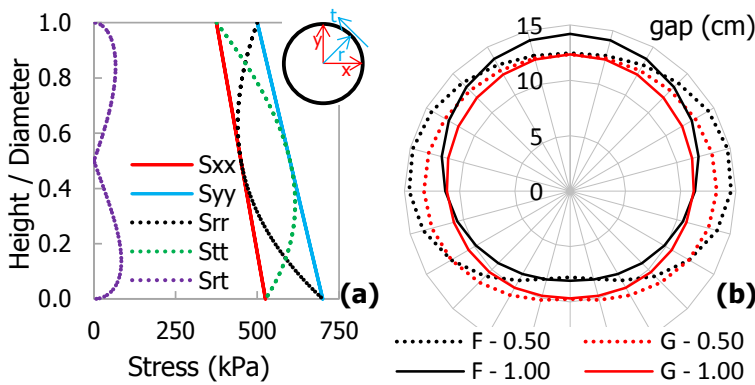 1.0
0.8
0.6
0.4
0.2
0.0
Height / Diameter
0
250
500
750
Stress (kPa)
Sxx
Syy
Srr
Stt
Srt
t
y
r
x
(a)
gap (cm)
15
10
5
0
(b)
F - 0.50
G - 0.50
F - 1.00
G - 1.00